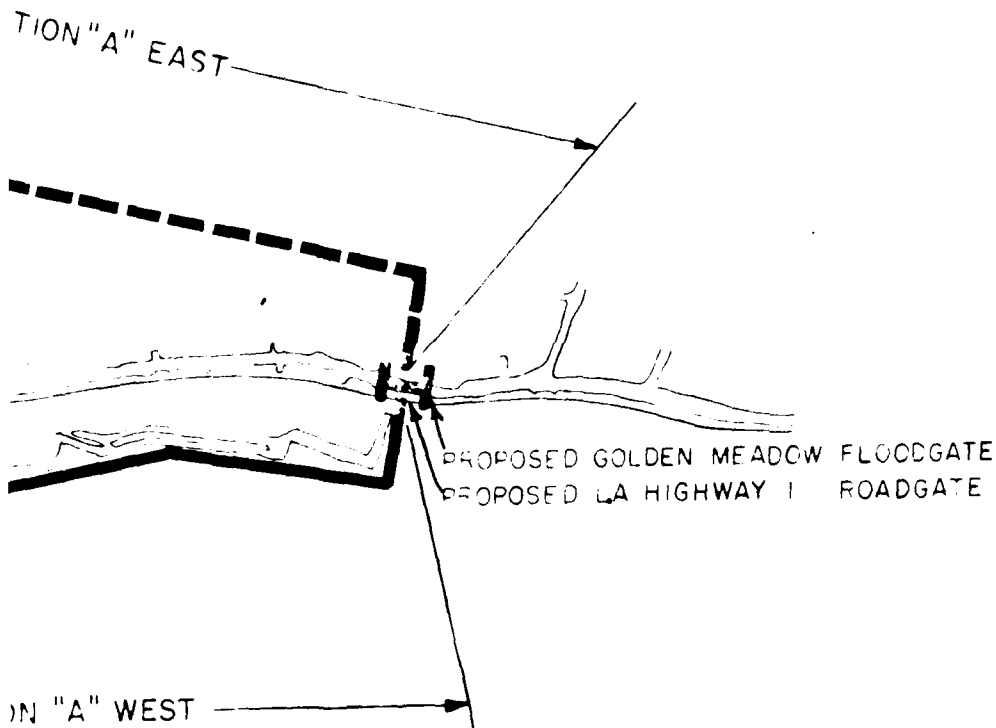 TION "A" EAST
PROPOSED GOLDEN MEADOW FLOODGATE
PROPOSED LA HIGHWAY 1 ROADGATE
ON "A" WEST